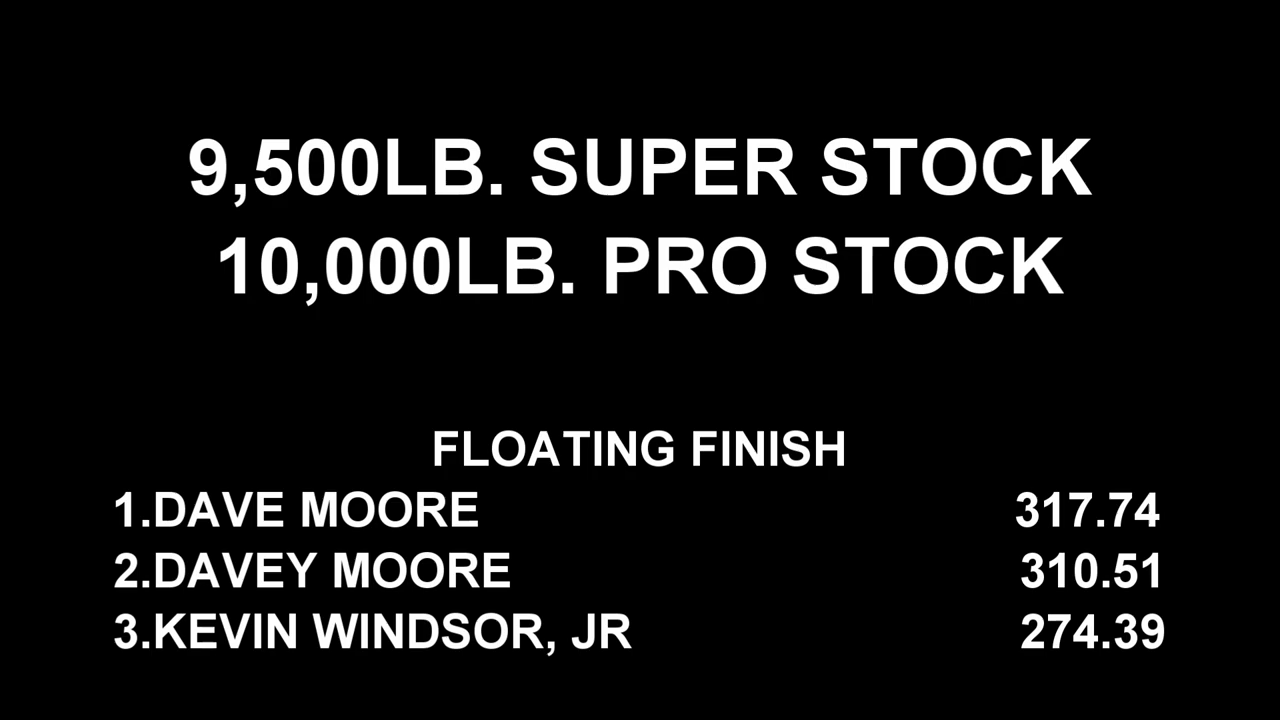 9,500LB. SUPER STOCK
10,000LB. PRO STOCK
FLOATING FINISH
1.DAVE MOORE 317.74
2.DAVEY MOORE 310.51
3.KEVIN WINDSOR, JR 274.39